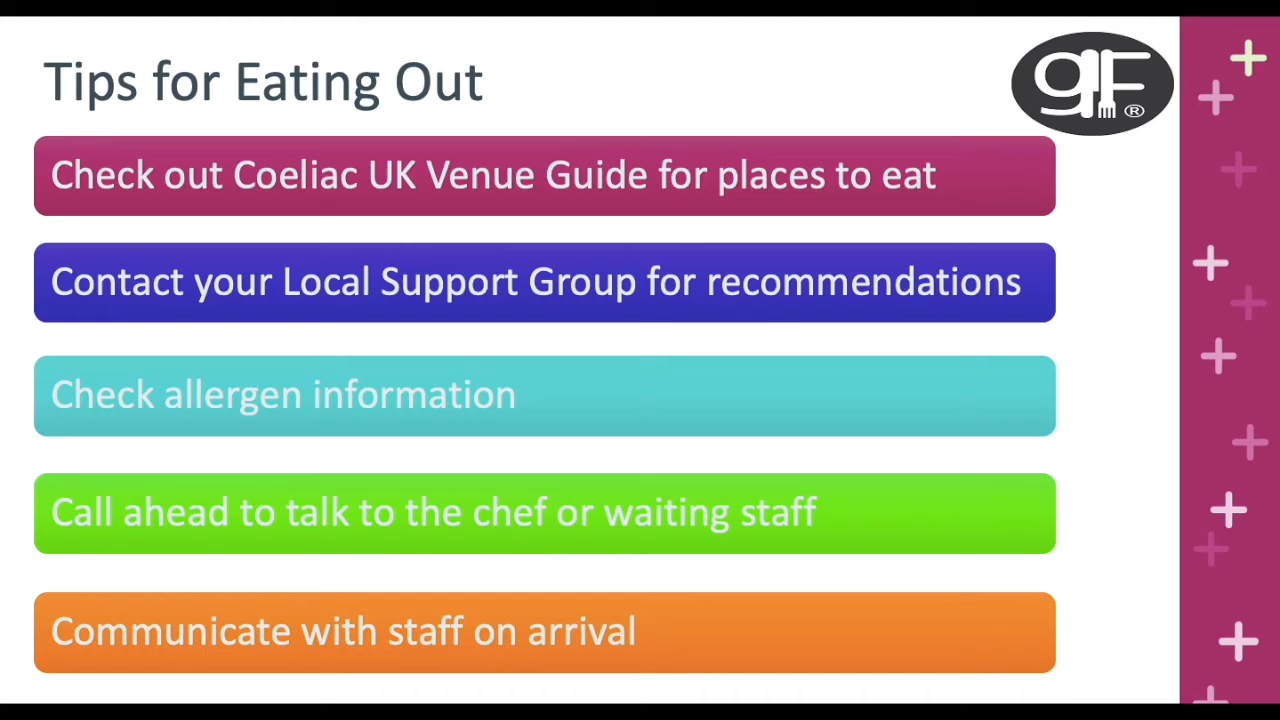 Tips for Eating Out
gF ®
Check out Coeliac UK Venue Guide for places to eat
Contact your Local Support Group for recommendations
Check allergen information
Call ahead to talk to the chef or waiting staff
Communicate with staff on arrival